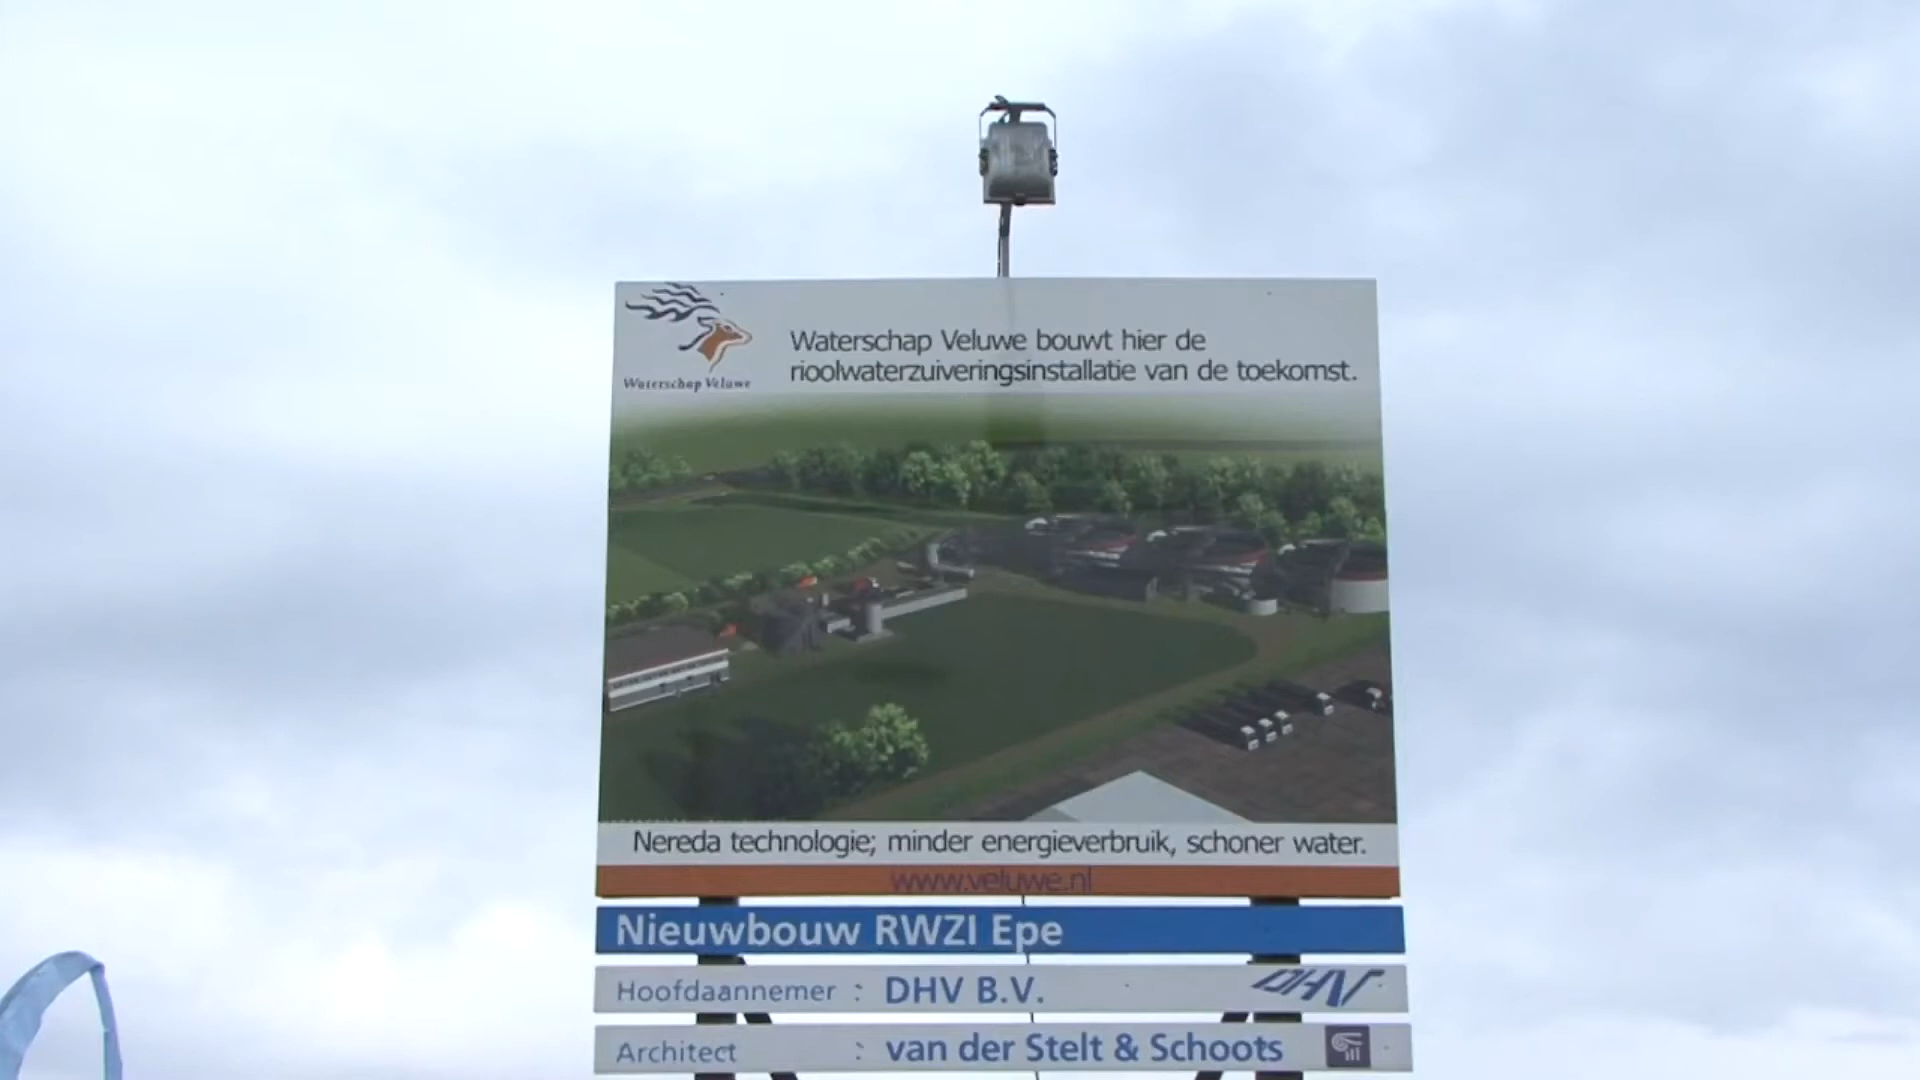 Waterschap Veluwe
Waterschap Veluwe bouwt hier de
rioolwaterzuiveringsinstallatie van de toekomst.
Nereda technologie; minder energieverbruik, schoner water.
www.veluwe.nl
Nieuwbouw RWZI Epe
Hoofdaannemer : DHV B.V. DHV
Architect : van der Stelt & Schoots